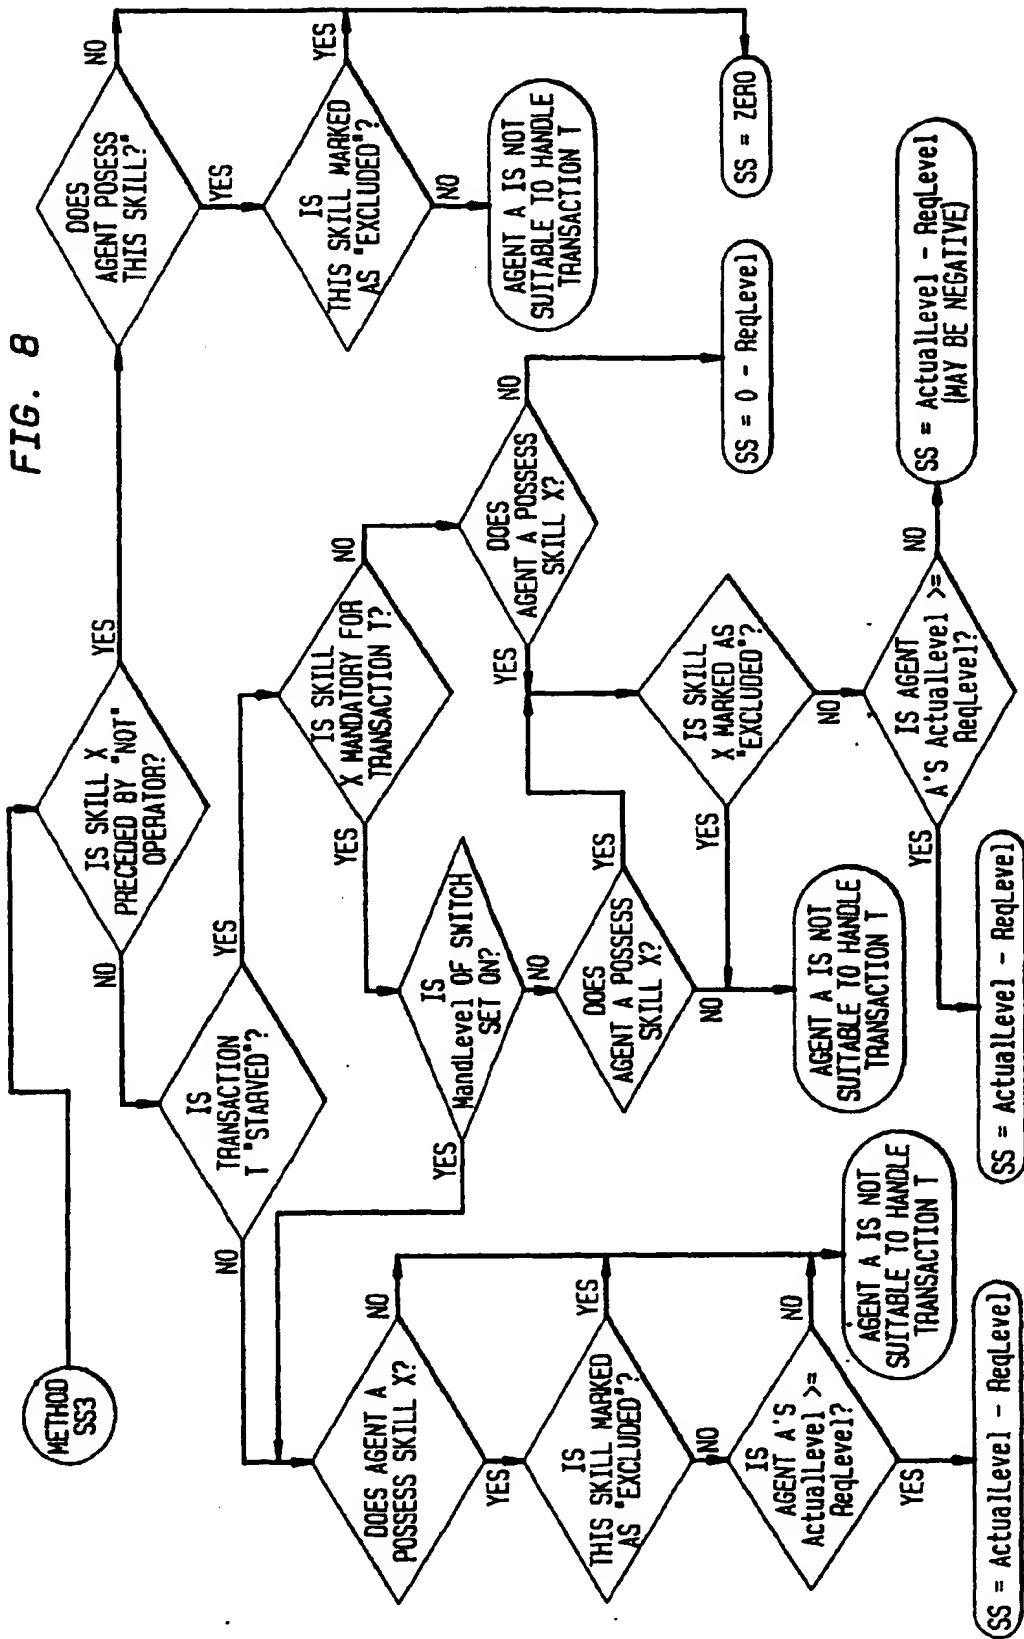 FIG. 8
METHOD
SS3
IS SKILL X
PRECEDED BY "NOT"
OPERATOR?
YES
NO
DOES
AGENT POSESS
THIS SKILL?"
NO
YES
IS
THIS SKILL MARKED
AS "EXCLUDED"?
YES
NO
AGENT A IS NOT
SUITABLE TO HANDLE
TRANSACTION T
SS = ZERO
IS
TRANSACTION
T "STARVED"?
YES
NO
IS SKILL
X MANDATORY FOR
TRANSACTION T?
NO
YES
DOES
AGENT A POSSESS
SKILL X?
NO
YES
SS = 0 - ReqLevel
IS
MandLevel OF SWITCH
SET ON?
YES
NO
DOES
AGENT A POSSESS
SKILL X?
YES
NO
IS SKILL
X MARKED AS
"EXCLUDED"?
YES
NO
AGENT A IS NOT
SUITABLE TO HANDLE
TRANSACTION T
IS AGENT
A'S ActualLevel >=
ReqLevel?
NO
YES
SS = ActualLevel - ReqLevel
(MAY BE NEGATIVE)
SS = ActualLevel - ReqLevel
DOES AGENT A
POSSESS SKILL X?
NO
YES
IS
THIS SKILL MARKED
AS "EXCLUDED"?
YES
NO
IS
AGENT A'S
ActualLevel >=
ReqLevel?
NO
YES
AGENT A IS NOT
SUITABLE TO HANDLE
TRANSACTION T
SS = ActualLevel - ReqLevel